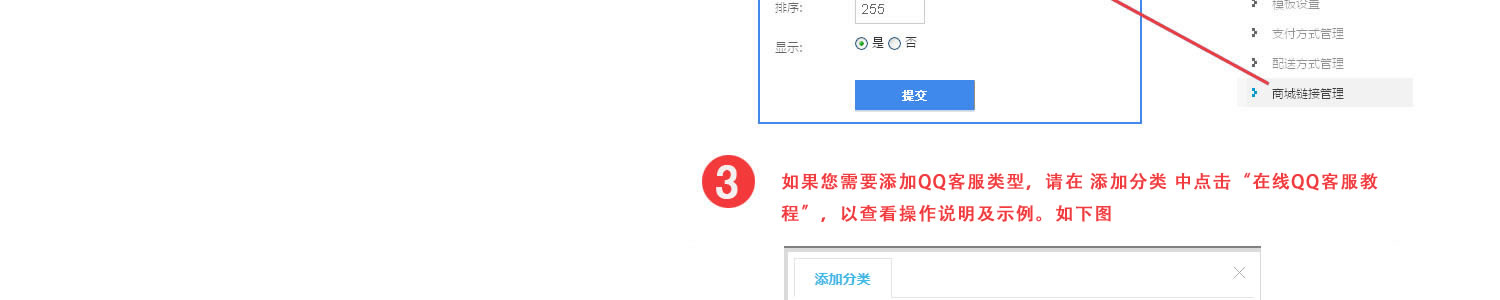 排序:
255
模板设置
支付方式管理
显示:
是 否
配送方式管理
提交
商城链接管理
3
如果您需要添加QQ客服类型，请在 添加分类 中点击“在线QQ客服教
程”，以查看操作说明及示例。如下图
添加分类